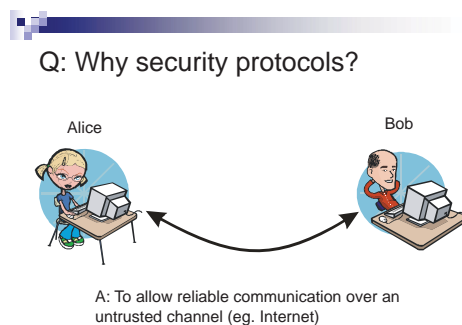 Q: Why security protocols?
Alice
Bob
A: To allow reliable communication over an
untrusted channel (eg. Internet)